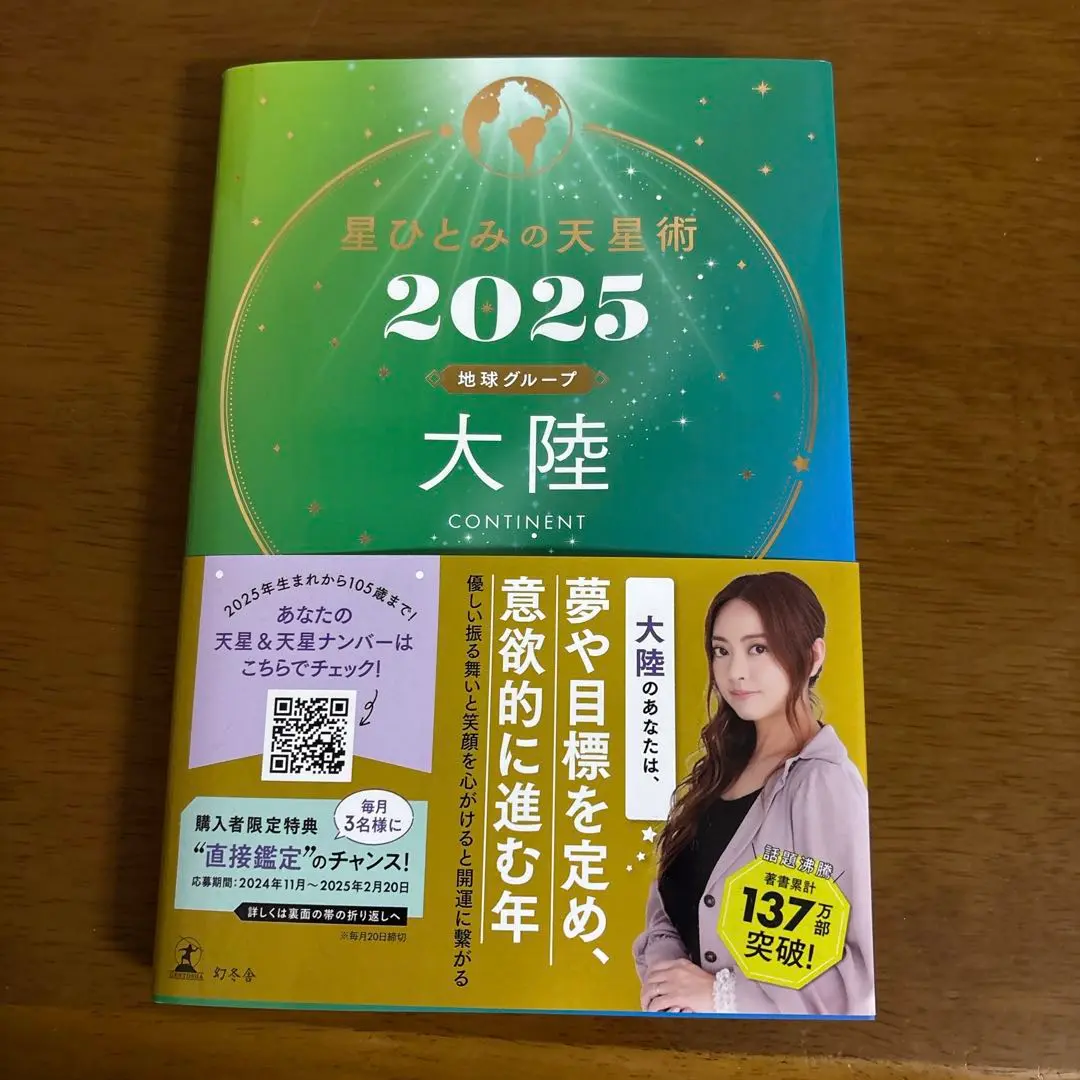 星ひとみの天星術
2025
地球グループ
大陸
CONTINENT
2025年生まれから105歳まで!
あなたの
天星&天星ナンバーは
こちらでチェック!
毎月
3名様に
購入者限定特典
“直接鑑定”のチャンス!
応募期間:2024年11月〜2025年2月20日
詳しくは裏面の帯の折り返しへ
※毎月20日締切
GENTOSHA
幻冬舎
大陸のあなたは、
夢や目標を定め、
意欲的に進む年
優しい振る舞いと笑顔を心がけると開運に繋がる
話題沸騰
著書累計
137万部
突破!